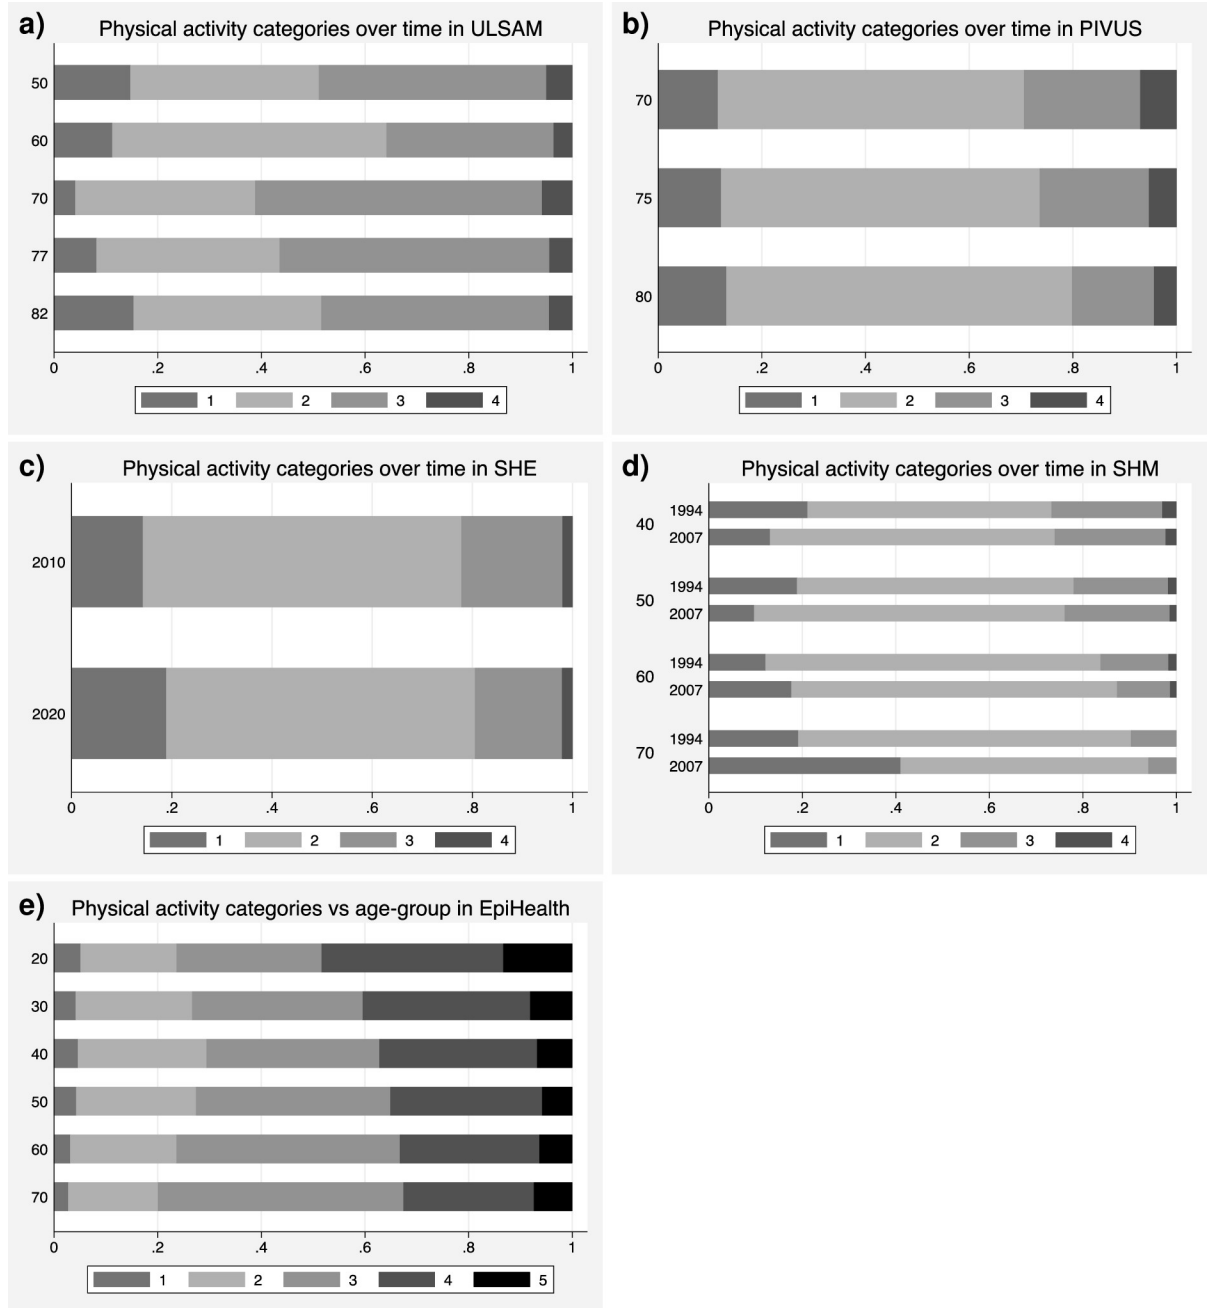 a) Physical activity categories over time in ULSAM
50
60
70
77
82
0 .2 .4 .6 .8 1
1 2 3 4
b) Physical activity categories over time in PIVUS
70
75
80
0 .2 .4 .6 .8 1
1 2 3 4
c) Physical activity categories over time in SHE
2010
2020
0 .2 .4 .6 .8 1
1 2 3 4
d) Physical activity categories over time in SHM
40
1994
2007
50
1994
2007
60
1994
2007
70
1994
2007
0 .2 .4 .6 .8 1
1 2 3 4
e) Physical activity categories vs age-group in EpiHealth
20
30
40
50
60
70
0 .2 .4 .6 .8 1
1 2 3 4 5